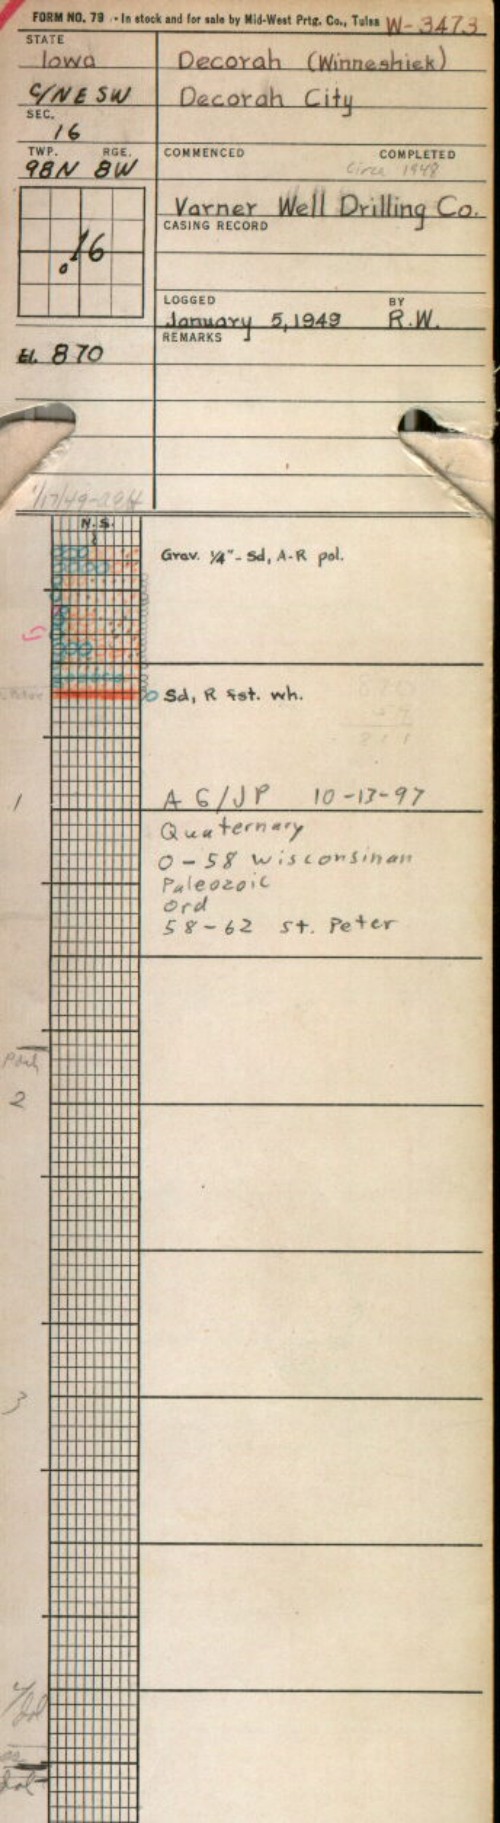 FORM NO. 79 - In stock and for sale by Mid-West Prtg. Co., Tulsa W-3473
STATE
Iowa
Decorah (Winneshiek)
C/NE SW
Decorah City
SEC.
16
TWP. RGE.
98N 8W
COMMENCED COMPLETED
Circa 1948
Varner Well Drilling Co.
CASING RECORD
16
LOGGED BY
January 5, 1949 R.W.
REMARKS
El. 870
N.S.
Grav. ¼"- Sd, A-R pol.
Sd, R fst. wh.
870
1
A G/JP 10-13-97
Quaternary
0-58 Wisconsinan
Paleozoic
Ord
58-62 St. Peter
2
3